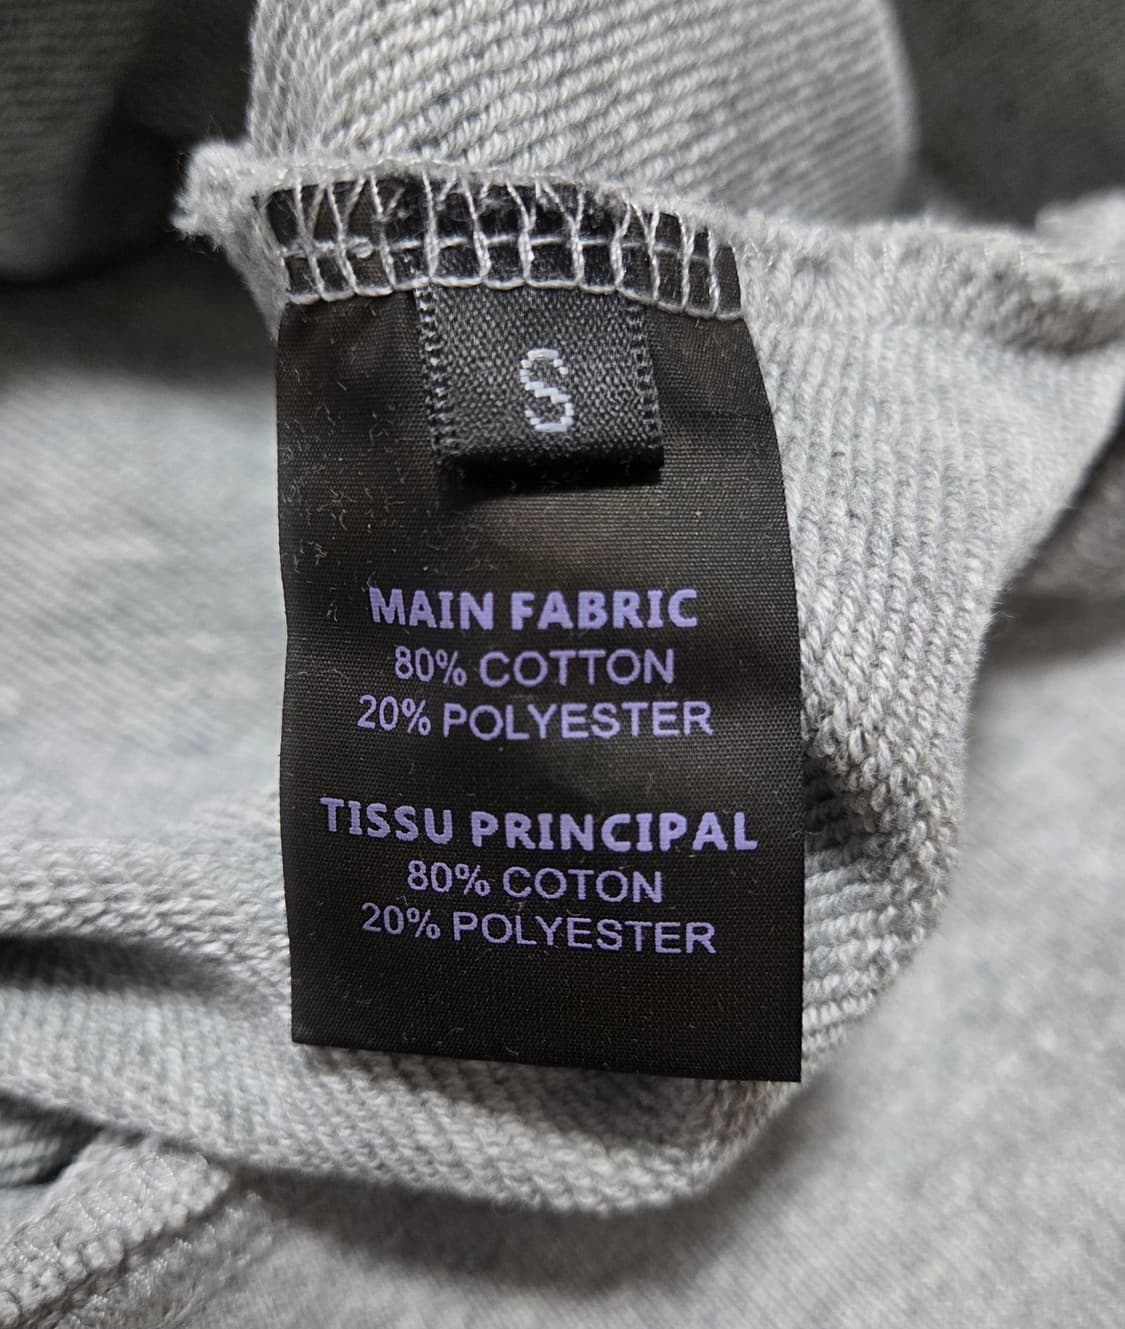 S
MAIN FABRIC
80% COTTON
20% POLYESTER
TISSU PRINCIPAL
80% COTON
20% POLYESTER